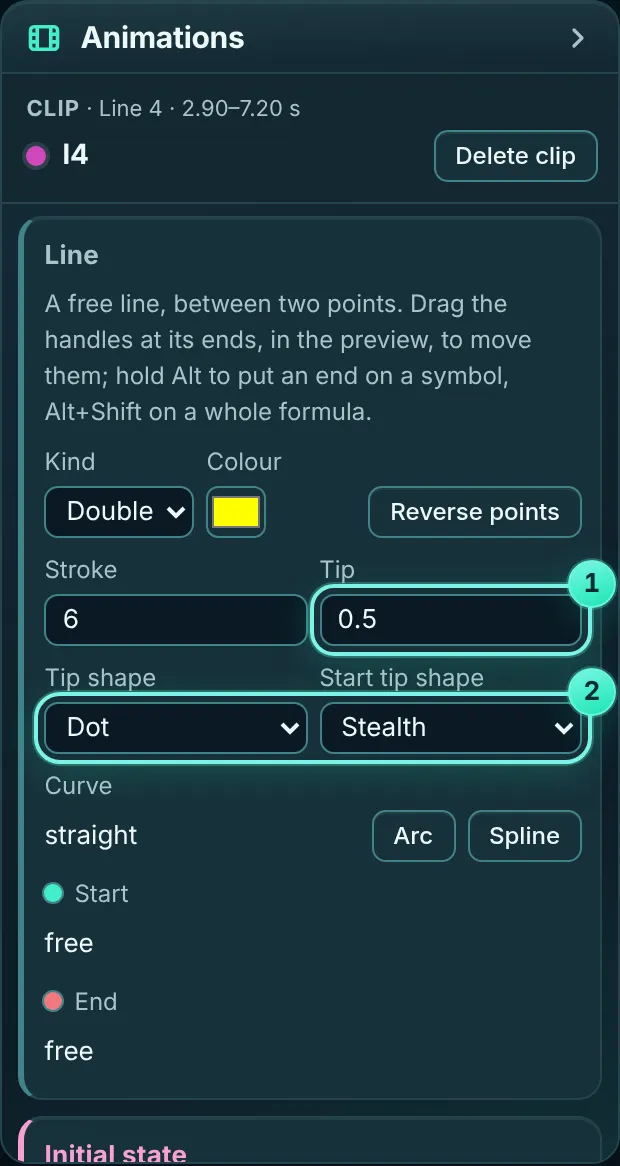 Animations
CLIP · Line 4 · 2.90–7.20 s
l4
Delete clip
Line
A free line, between two points. Drag the
handles at its ends, in the preview, to move
them; hold Alt to put an end on a symbol,
Alt+Shift on a whole formula.
Kind Colour
Double Reverse points
Stroke Tip
1
6 0.5
Tip shape Start tip shape
2
Dot Stealth
Curve
straight Arc Spline
Start
free
End
free
Initial state